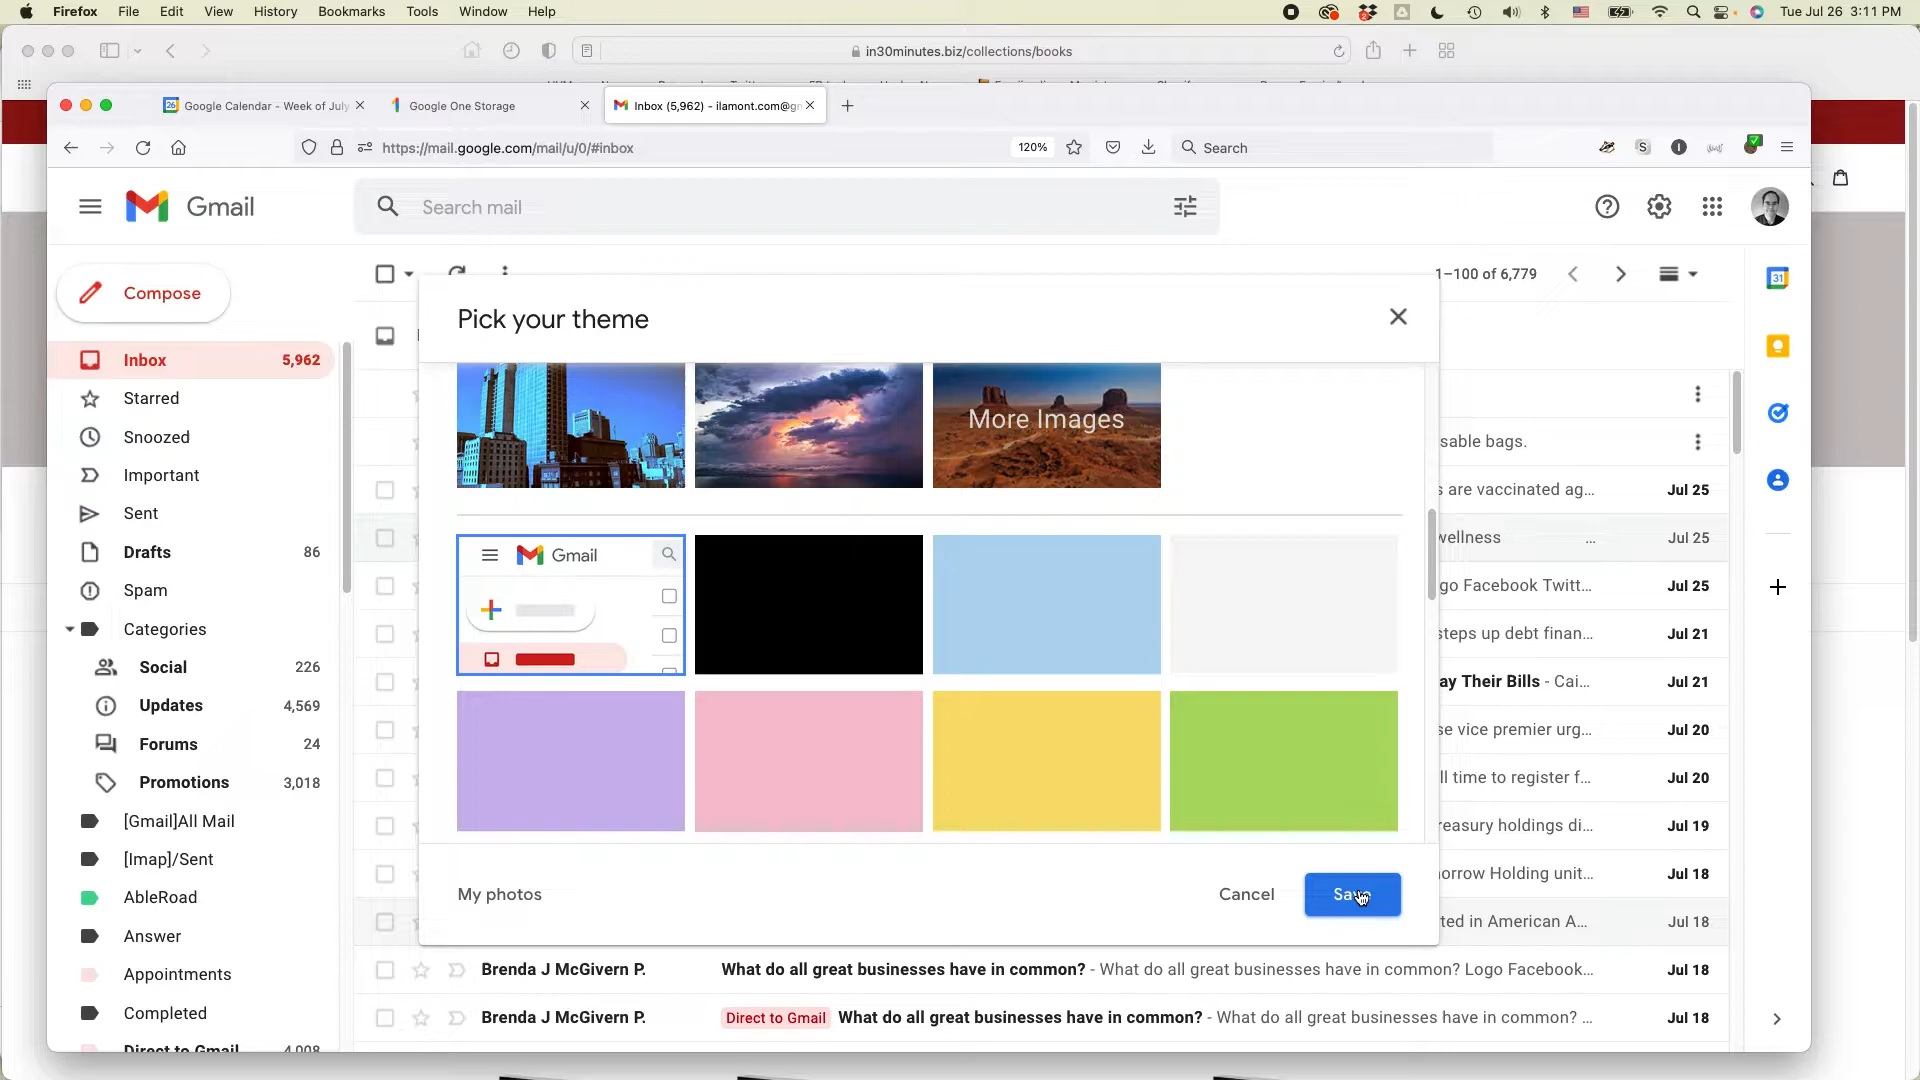 Firefox File Edit View History Bookmarks Tools Window Help
Tue Jul 26 3:11 PM
in30minutes.biz/collections/books
26 Google Calendar - Week of July
Google One Storage
Inbox (5,962) - ilamont.com@gm
https://mail.google.com/mail/u/0/#inbox
120%
Search
Gmail
Search mail
Compose
1–100 of 6,779
31
Pick your theme
Inbox 5,962
Starred
Snoozed
Important
Sent
Drafts 86
Spam
Categories
Social 226
Updates 4,569
Forums 24
Promotions 3,018
[Gmail]All Mail
[Imap]/Sent
AbleRoad
Answer
Appointments
Completed
Direct to Gmail 4,008
More Images
Gmail
My photos
Cancel
Save
sable bags.
s are vaccinated ag... Jul 25
wellness ... Jul 25
go Facebook Twitt... Jul 25
steps up debt finan... Jul 21
ay Their Bills - Cai... Jul 21
se vice premier urg... Jul 20
ll time to register f... Jul 20
reasury holdings di... Jul 19
orrow Holding unit... Jul 18
ted in American A... Jul 18
Brenda J McGivern P. What do all great businesses have in common? - What do all great businesses have in common? Logo Facebook... Jul 18
Brenda J McGivern P. Direct to Gmail What do all great businesses have in common? - What do all great businesses have in common? ... Jul 18